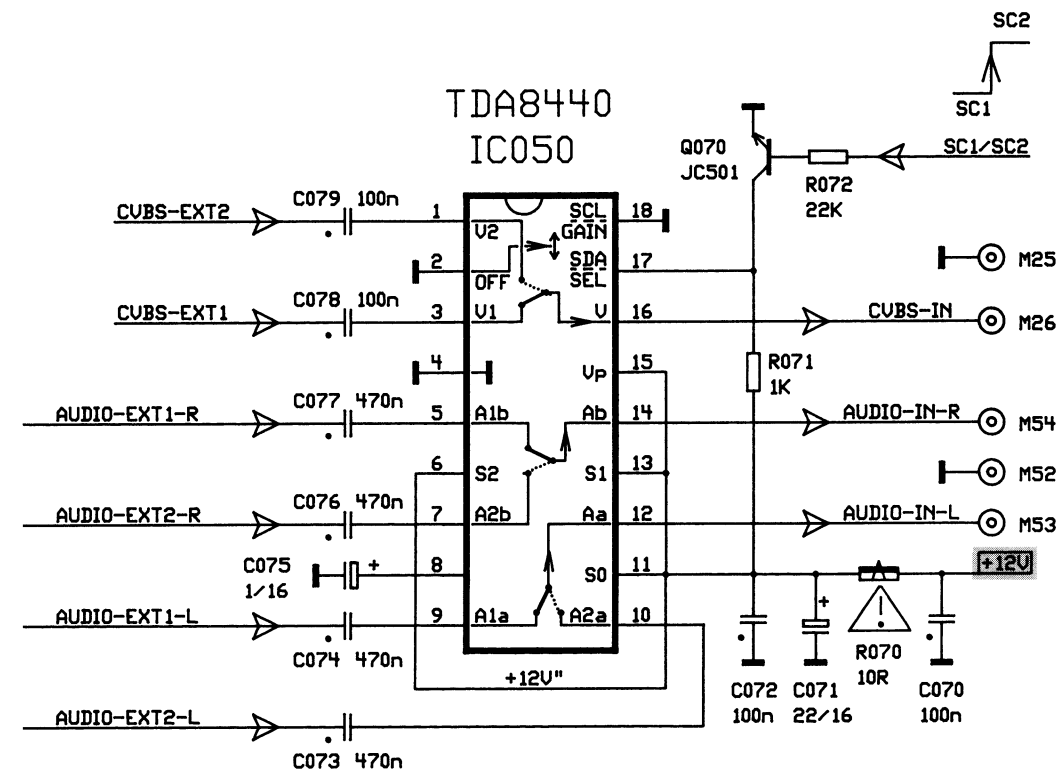 SC2
SC1
TDA8440
IC050
Q070
JC501
SC1/SC2
R072
22K
CVBS-EXT2
C079 100n
1
V2
SCL
GAIN
18
2
OFF
SDA
SEL
17
M25
CVBS-EXT1
C078 100n
3
V1
V
16
CVBS-IN
M26
4
Vp
15
R071
1K
AUDIO-EXT1-R
C077 470n
5
A1b
Ab
14
AUDIO-IN-R
M54
6
S2
S1
13
M52
AUDIO-EXT2-R
C076 470n
7
A2b
Aa
12
AUDIO-IN-L
M53
C075
1/16
+
8
S0
11
+12V
AUDIO-EXT1-L
C074 470n
9
A1a
A2a
10
+
!
R070
10R
+12V"
C072
100n
C071
22/16
C070
100n
AUDIO-EXT2-L
C073 470n